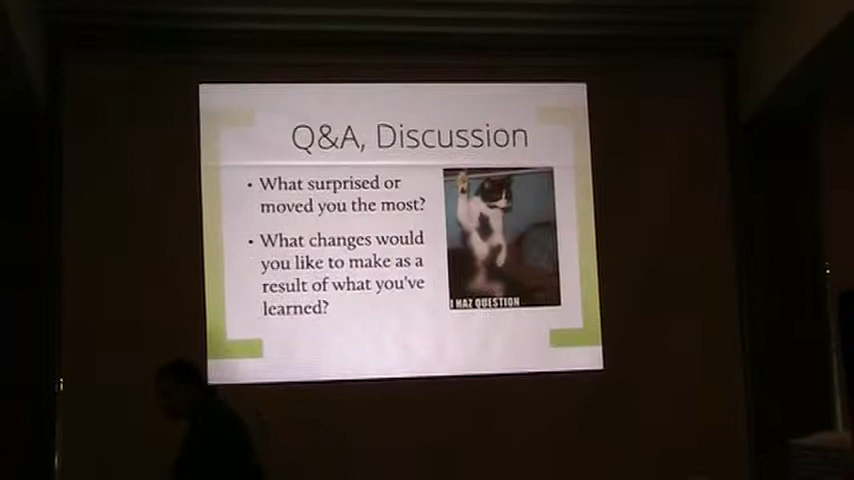 Q&A, Discussion
• What surprised or
moved you the most?
• What changes would
you like to make as a
result of what you've
learned?
I HAZ QUESTION